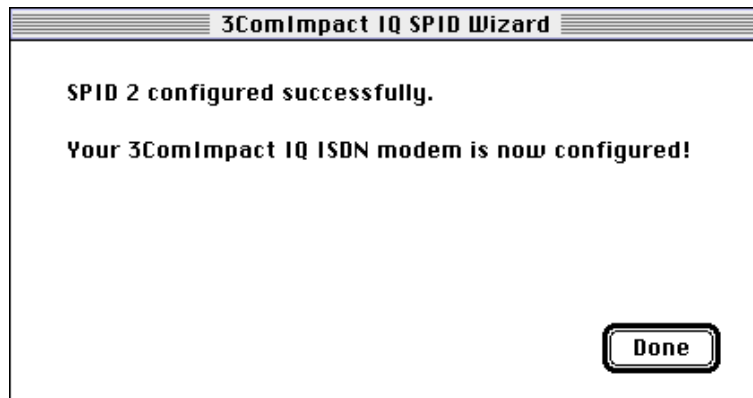 3ComImpact IQ SPID Wizard
SPID 2 configured successfully.
Your 3ComImpact IQ ISDN modem is now configured!
Done